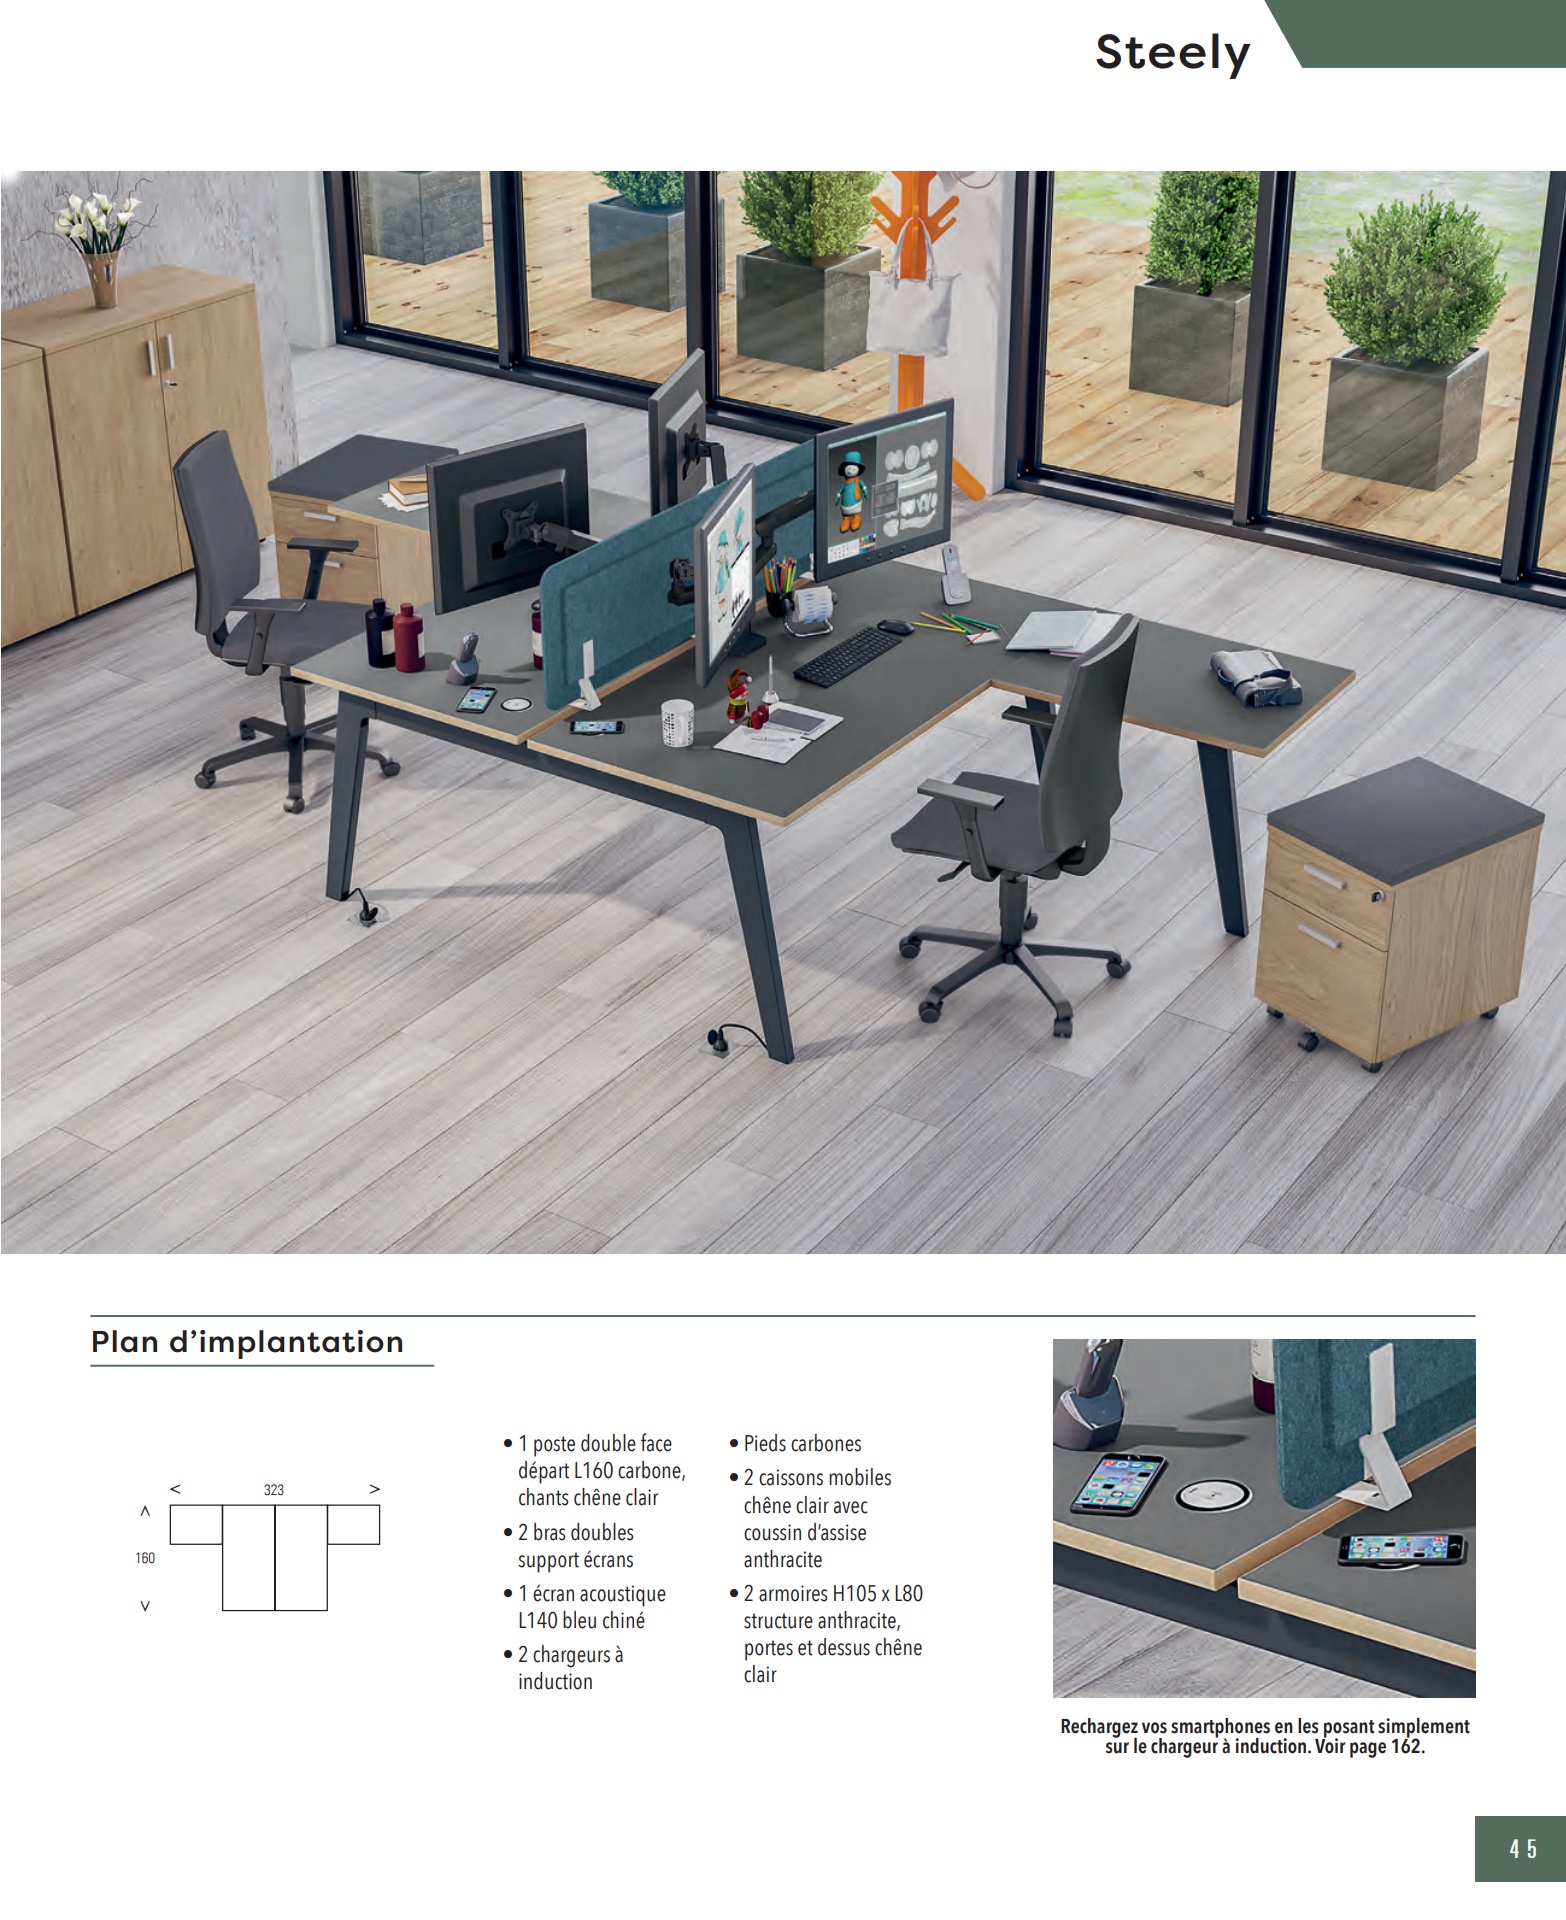 Steely
Plan d’implantation
< 323 >
<
160
>
• 1 poste double face
départ L160 carbone,
chants chêne clair
• 2 bras doubles
support écrans
• 1 écran acoustique
L140 bleu chiné
• 2 chargeurs à
induction
• Pieds carbones
• 2 caissons mobiles
chêne clair avec
coussin d’assise
anthracite
• 2 armoires H105 x L80
structure anthracite,
portes et dessus chêne
clair
Rechargez vos smartphones en les posant simplement
sur le chargeur à induction. Voir page 162.
45